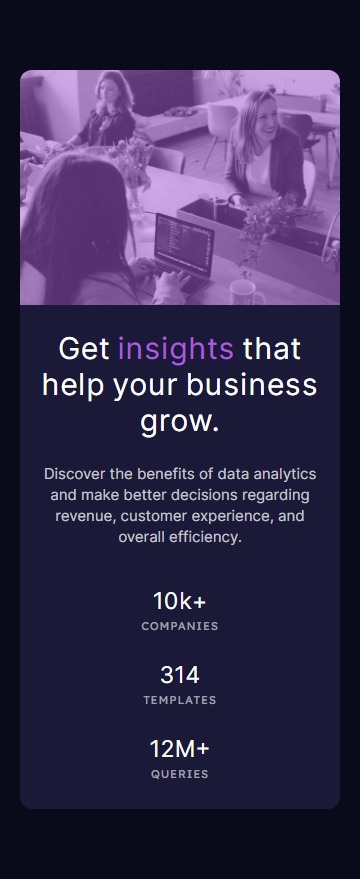 Get insights that
help your business
grow.
Discover the benefits of data analytics
and make better decisions regarding
revenue, customer experience, and
overall efficiency.
10k+
COMPANIES
314
TEMPLATES
12M+
QUERIES